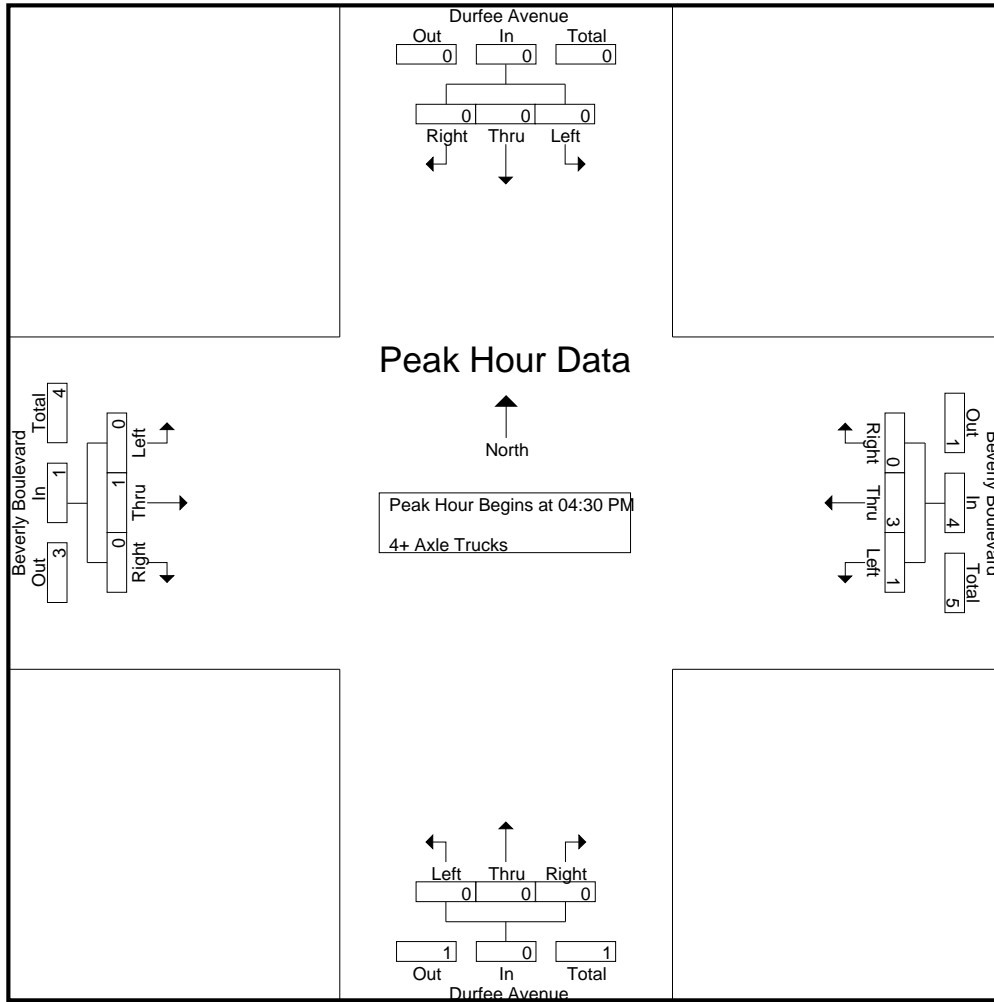 Durfee Avenue
Out In Total
0 0 0
0 0 0
Right Thru Left
Peak Hour Data
North
Peak Hour Begins at 04:30 PM
4+ Axle Trucks
Beverly Boulevard
Total In Out
4 1 3
0 1 0
Left Thru Right
Right Thru Left
0 3 1
1 4 5
Out In Total
Beverly Boulevard
Left Thru Right
0 0 0
1 0 1
Out In Total
Durfee Avenue